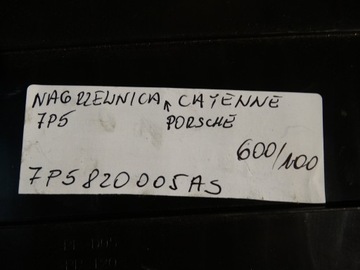 NAGRZEWNICA CAYENNE
7P5 PORSCHE
600/100
7P5820005AS